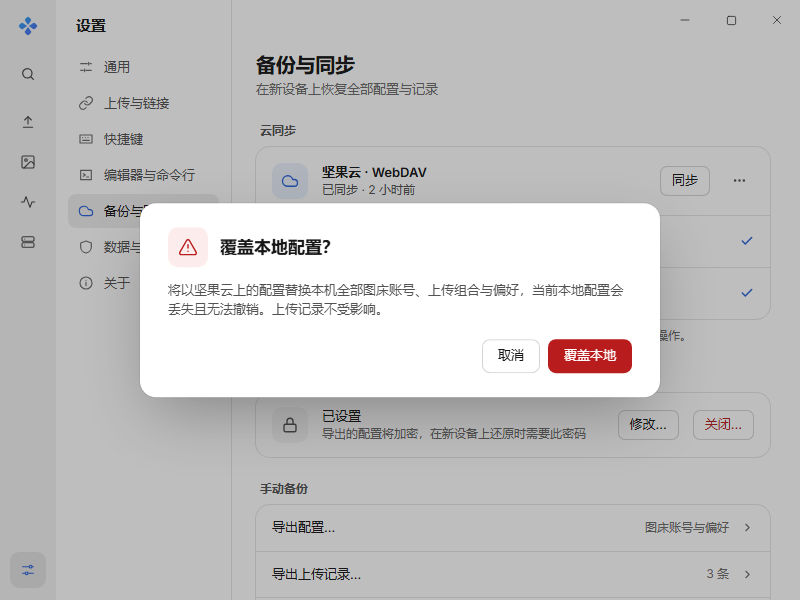 设置
通用
上传与链接
快捷键
编辑器与命令行
备份与
数据与
关于
备份与同步
在新设备上恢复全部配置与记录
云同步
坚果云 · WebDAV
已同步 · 2 小时前
同步
覆盖本地配置?
将以坚果云上的配置替换本机全部图床账号、上传组合与偏好，当前本地配置会
丢失且无法撤销。上传记录不受影响。
取消
覆盖本地
操作。
已设置
导出的配置将加密，在新设备上还原时需要此密码
修改...
关闭...
手动备份
导出配置...
图床账号与偏好
导出上传记录...
3 条